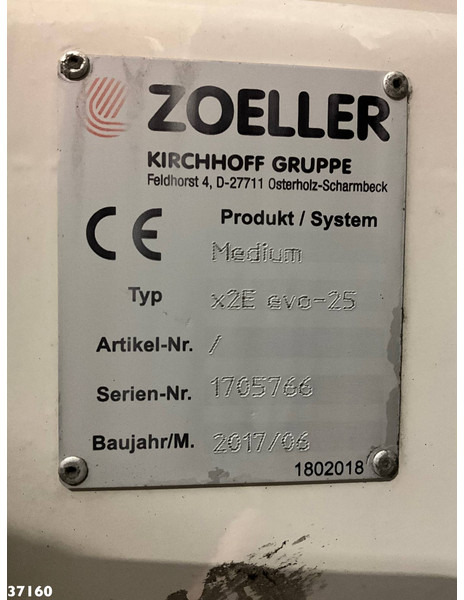 ZOELLER
KIRCHHOFF GRUPPE
Feldhorst 4, D-27711 Osterholz-Scharmbeck
CE
Produkt / System
Medium
Typ x2E evo-25
Artikel-Nr. /
Serien-Nr. 1705766
Baujahr/M. 2017/06
1802018
37160